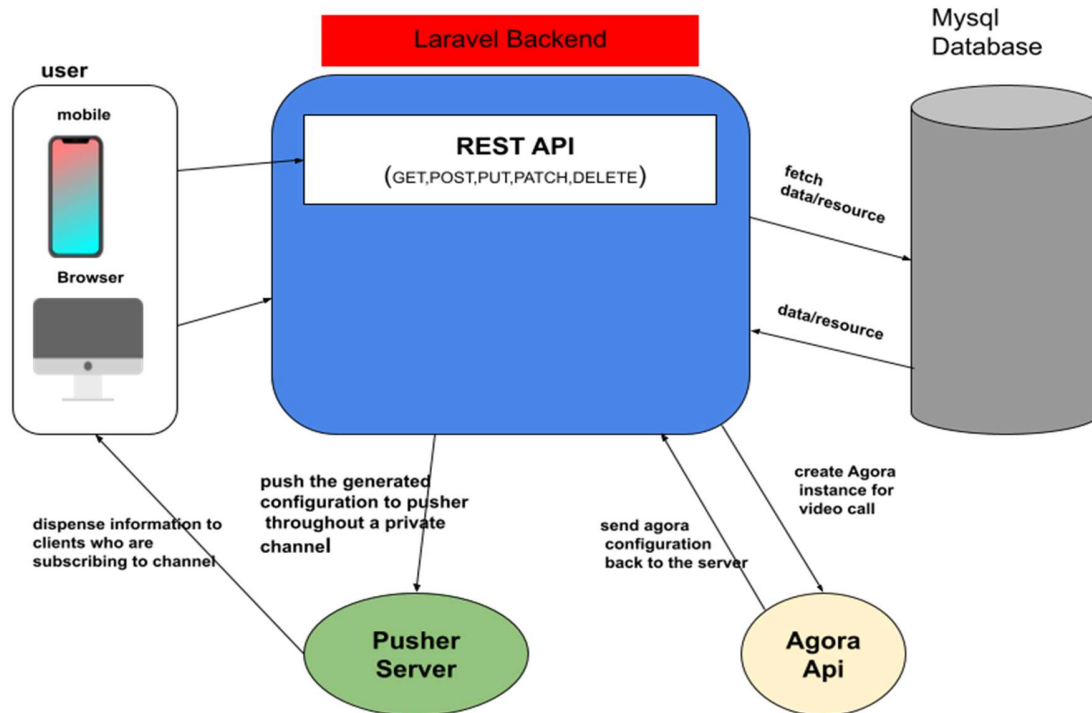 Laravel Backend
Mysql
Database
user
mobile
Browser
REST API
(GET,POST,PUT,PATCH,DELETE)
fetch
data/resource
data/resource
push the generated
configuration to pusher
throughout a private
channel
dispense information to
clients who are
subscribing to channel
send agora
configuration
back to the server
create Agora
instance for
video call
Pusher
Server
Agora
Api